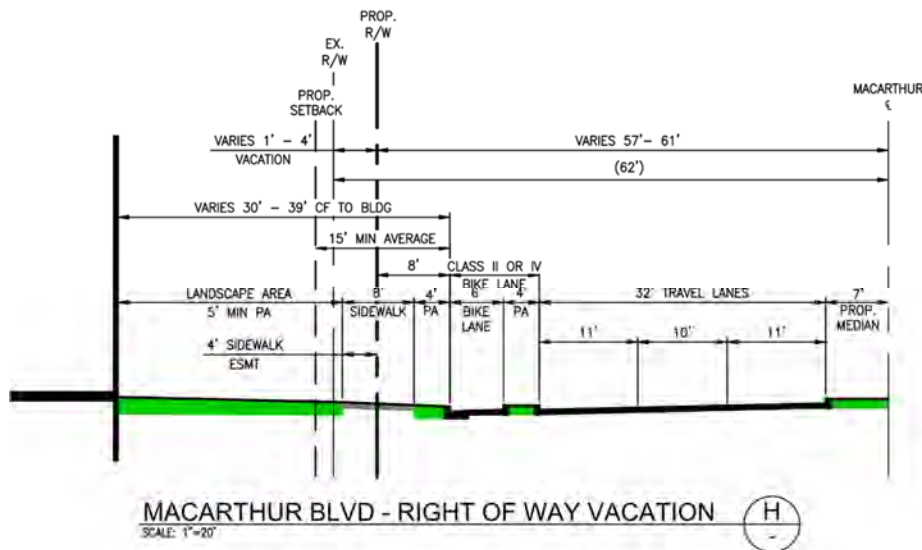 PROP.
R/W
EX.
R/W
PROP.
SETBACK
MACARTHUR
℄
VARIES 1' - 4'
VACATION
VARIES 57'- 61'
(62')
VARIES 30' - 39' CF TO BLDG
15' MIN AVERAGE
8'
CLASS II OR IV
BIKE LANE
LANDSCAPE AREA
5' MIN PA
8'
SIDEWALK
4'
PA
6'
BIKE
LANE
4'
PA
32' TRAVEL LANES
7'
PROP.
MEDIAN
11'
10'
11'
4' SIDEWALK
ESMT
MACARTHUR BLVD - RIGHT OF WAY VACATION
SCALE: 1"=20'
H
-